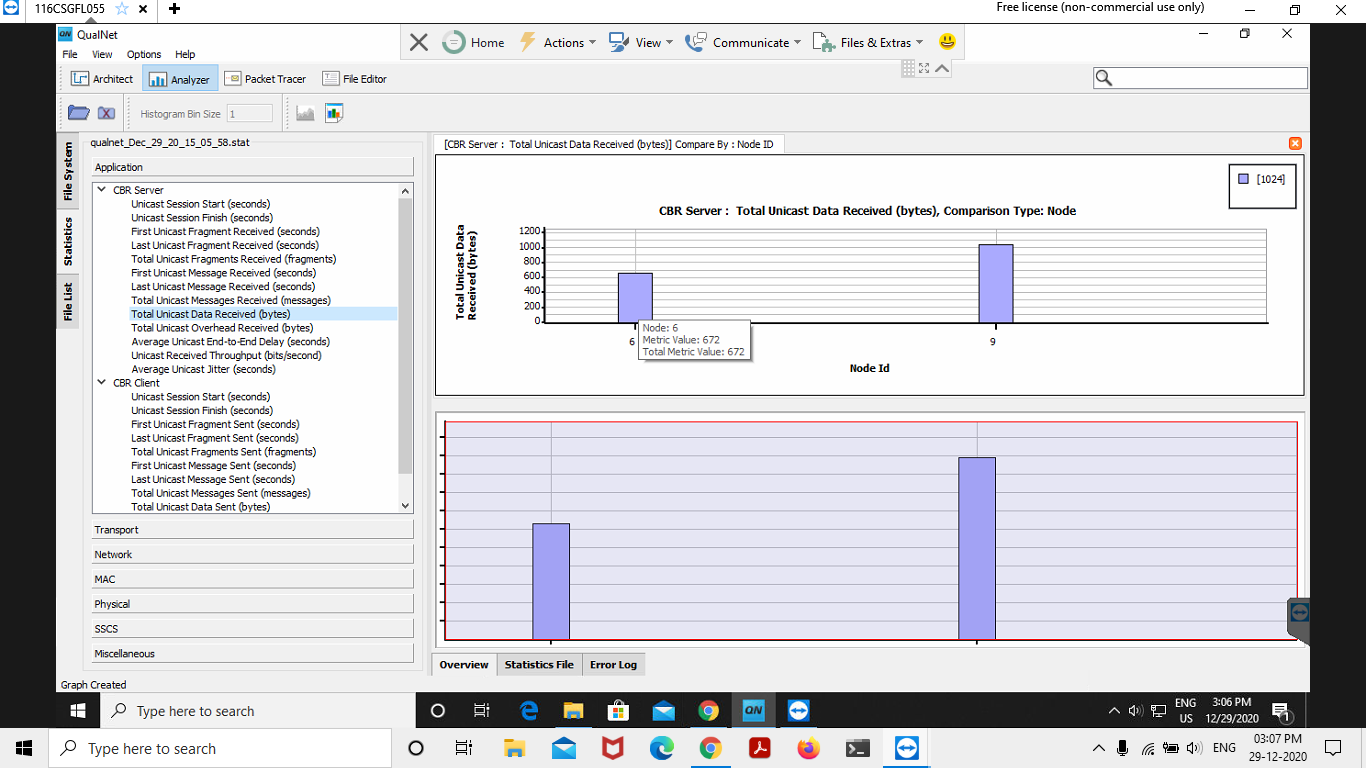 116CSGFL055
Free license (non-commercial use only)
QN QualNet
File View Options Help
Home Actions View Communicate Files & Extras
Architect Analyzer Packet Tracer File Editor
Histogram Bin Size 1
File System
Statistics
File List
qualnet_Dec_29_20_15_05_58.stat
Application
CBR Server
Unicast Session Start (seconds)
Unicast Session Finish (seconds)
First Unicast Fragment Received (seconds)
Last Unicast Fragment Received (seconds)
Total Unicast Fragments Received (fragments)
First Unicast Message Received (seconds)
Last Unicast Message Received (seconds)
Total Unicast Messages Received (messages)
Total Unicast Data Received (bytes)
Total Unicast Overhead Received (bytes)
Average Unicast End-to-End Delay (seconds)
Unicast Received Throughput (bits/second)
Average Unicast Jitter (seconds)
CBR Client
Unicast Session Start (seconds)
Unicast Session Finish (seconds)
First Unicast Fragment Sent (seconds)
Last Unicast Fragment Sent (seconds)
Total Unicast Fragments Sent (fragments)
First Unicast Message Sent (seconds)
Last Unicast Message Sent (seconds)
Total Unicast Messages Sent (messages)
Total Unicast Data Sent (bytes)
Transport
Network
MAC
Physical
SSCS
Miscellaneous
Graph Created
[CBR Server : Total Unicast Data Received (bytes)] Compare By : Node ID
[1024]
CBR Server : Total Unicast Data Received (bytes), Comparison Type: Node
Total Unicast Data
Received (bytes)
1200
1000
800
600
400
200
0
6 9
Node: 6
Metric Value: 672
Total Metric Value: 672
Node Id
Overview Statistics File Error Log
Type here to search
QN
ENG
US
3:06 PM
12/29/2020
1
Type here to search
ENG
03:07 PM
29-12-2020